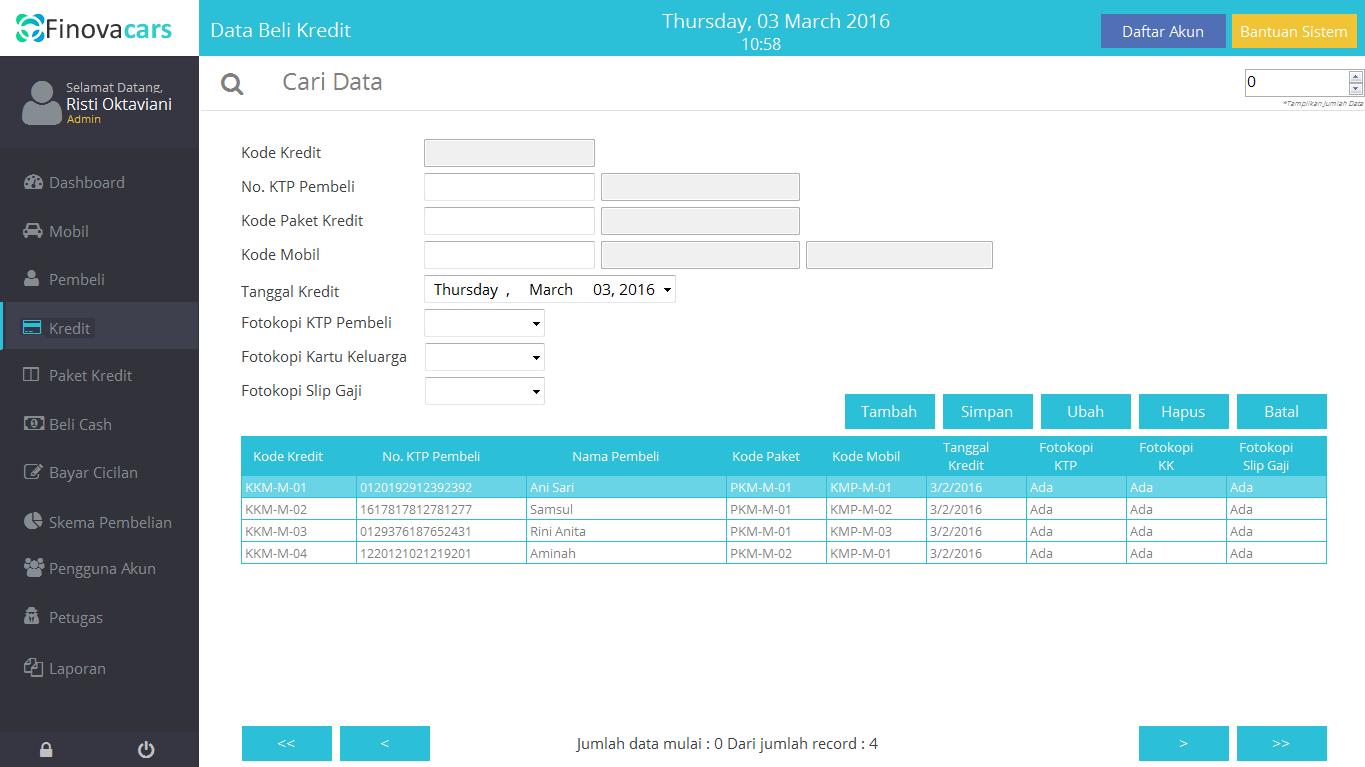 Finovacars
Data Beli Kredit
Thursday, 03 March 2016
10:58
Daftar Akun
Bantuan Sistem
Selamat Datang,
Risti Oktaviani
Admin
Cari Data
0
*Tampilkan Jumlah Data
Dashboard
Mobil
Pembeli
Kredit
Paket Kredit
Beli Cash
Bayar Cicilan
Skema Pembelian
Pengguna Akun
Petugas
Laporan
Kode Kredit
No. KTP Pembeli
Kode Paket Kredit
Kode Mobil
Tanggal Kredit Thursday , March 03, 2016
Fotokopi KTP Pembeli
Fotokopi Kartu Keluarga
Fotokopi Slip Gaji
Tambah Simpan Ubah Hapus Batal
Kode Kredit No. KTP Pembeli Nama Pembeli Kode Paket Kode Mobil Tanggal Kredit Fotokopi KTP Fotokopi KK Fotokopi Slip Gaji
KKM-M-01 0120192912392392 Ani Sari PKM-M-01 KMP-M-01 3/2/2016 Ada Ada Ada
KKM-M-02 1617817812781277 Samsul PKM-M-01 KMP-M-02 3/2/2016 Ada Ada Ada
KKM-M-03 0129376187652431 Rini Anita PKM-M-01 KMP-M-03 3/2/2016 Ada Ada Ada
KKM-M-04 1220121021219201 Aminah PKM-M-02 KMP-M-01 3/2/2016 Ada Ada Ada
<< < Jumlah data mulai : 0 Dari jumlah record : 4 > >>